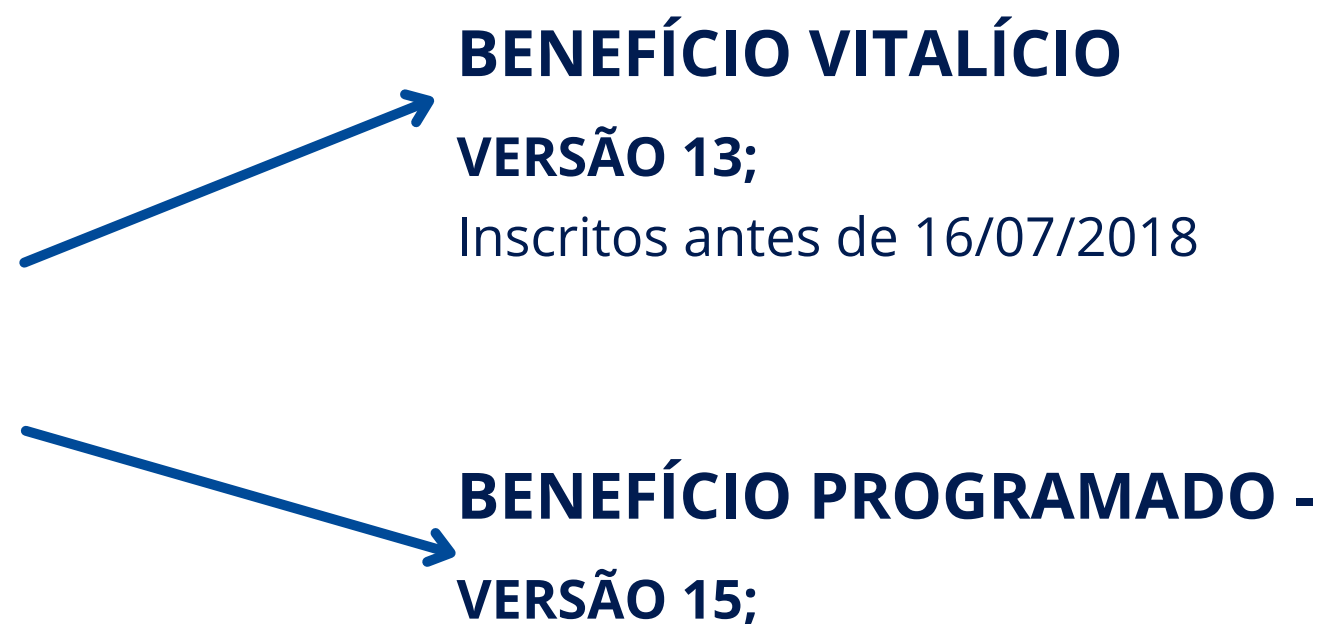 BENEFÍCIO VITALÍCIO
VERSÃO 13;
Inscritos antes de 16/07/2018
BENEFÍCIO PROGRAMADO -
VERSÃO 15;